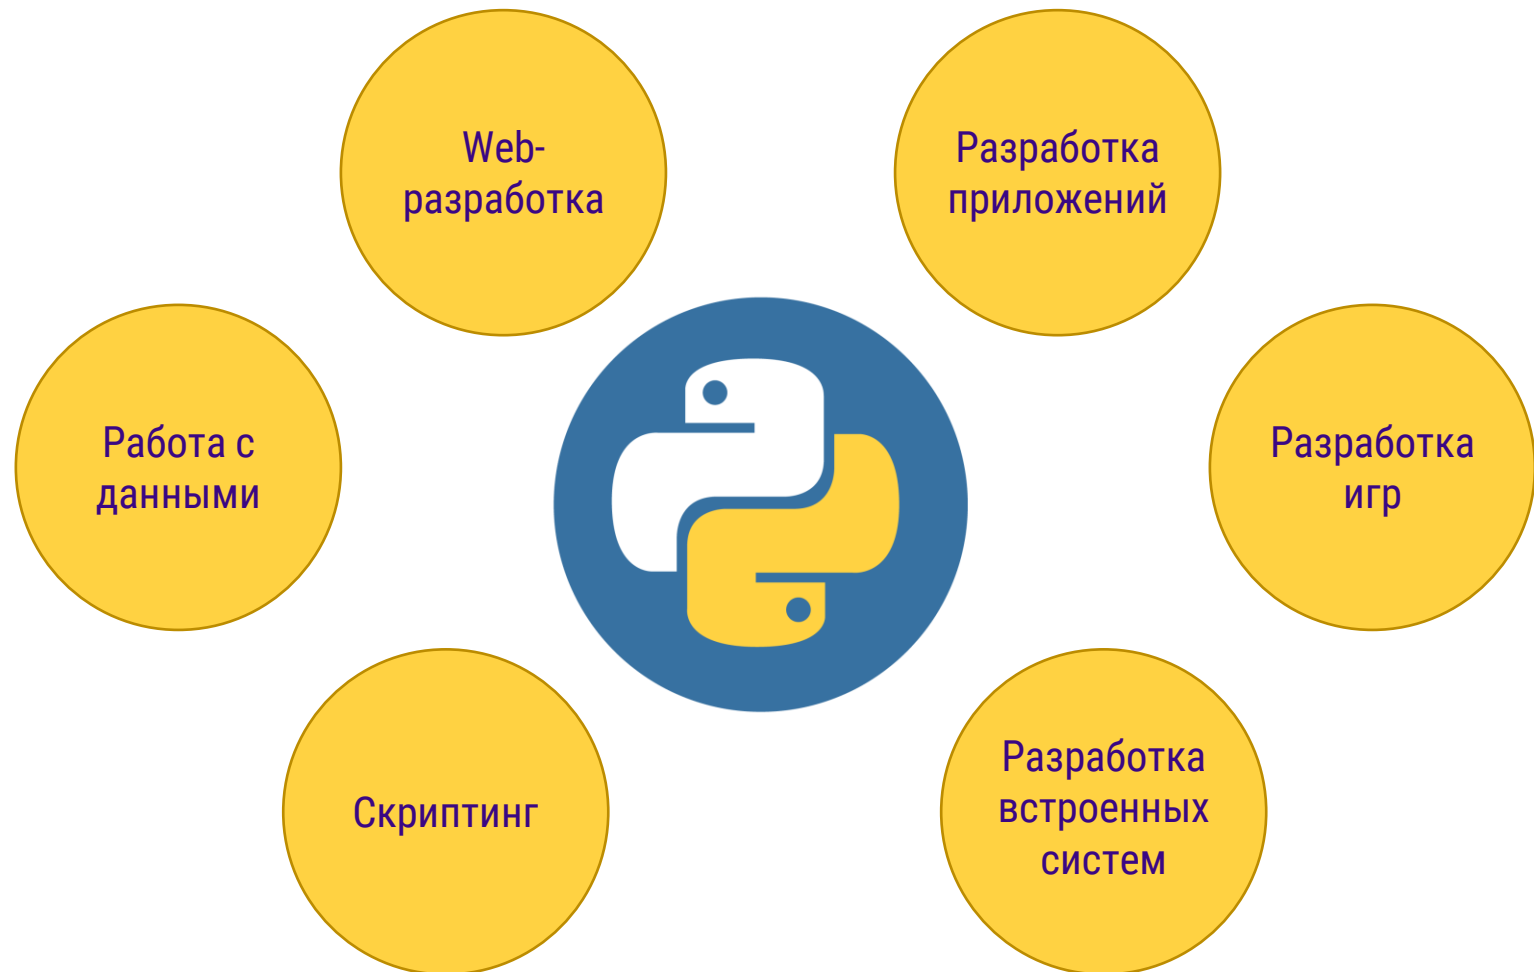 Web-
разработка
Разработка
приложений
Работа с
данными
Разработка
игр
Скриптинг
Разработка
встроенных
систем